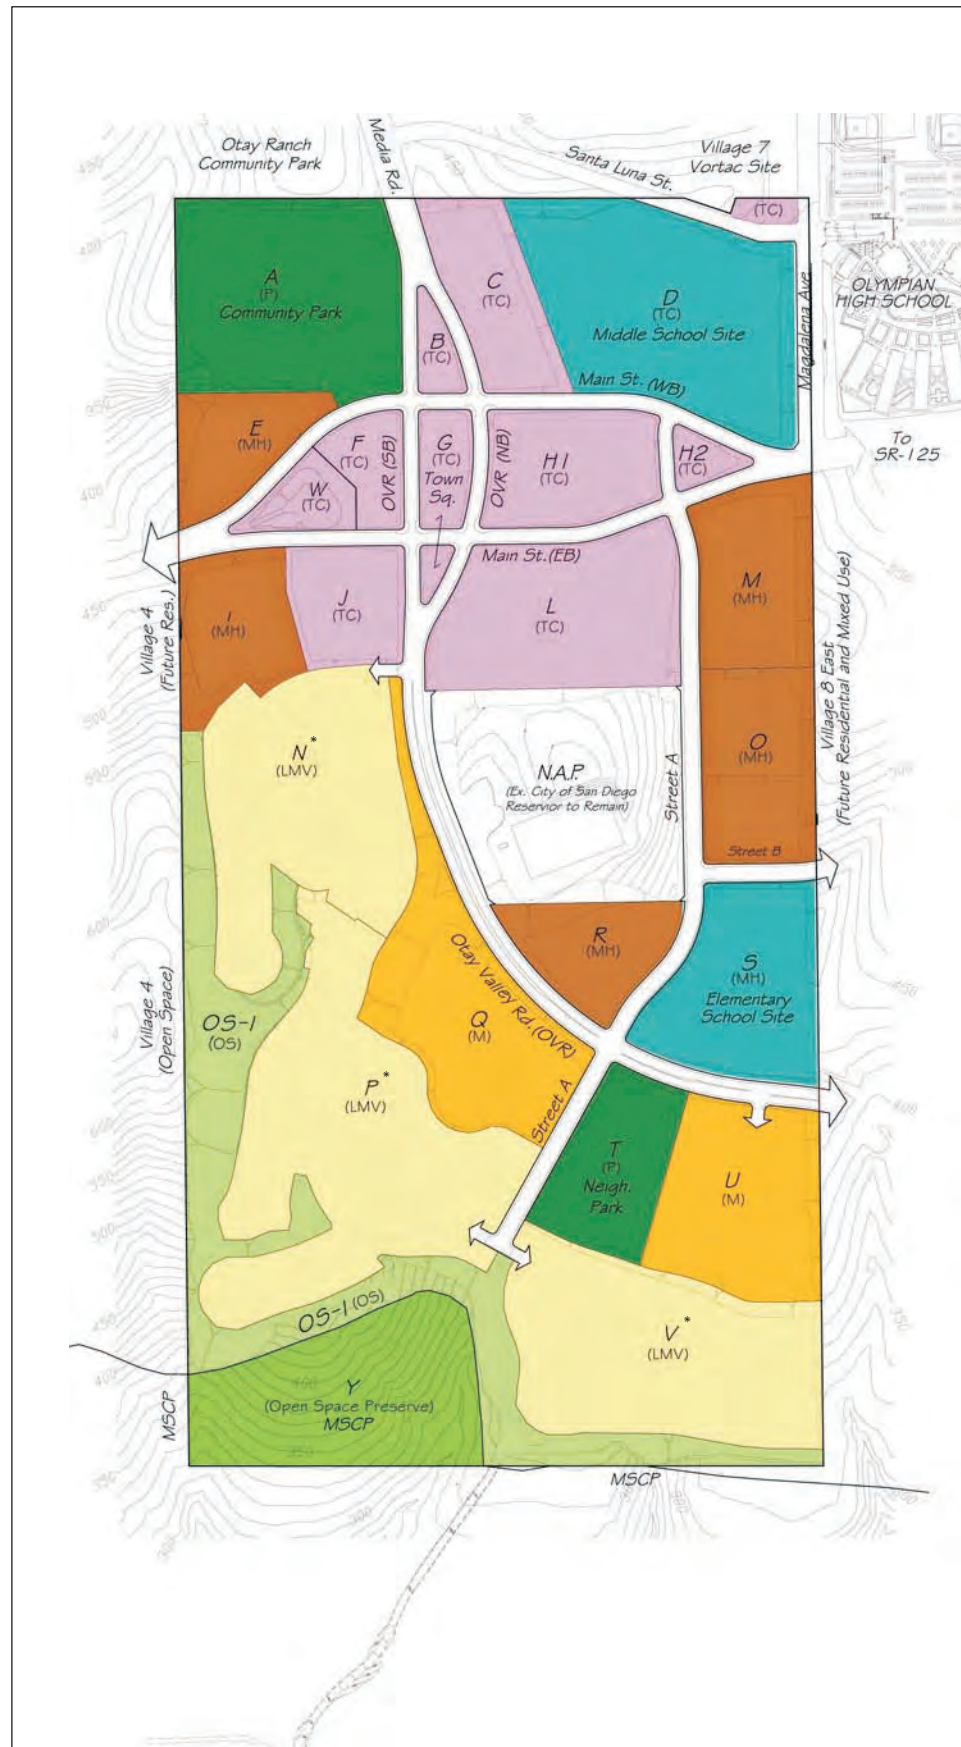 Otay Ranch
Community Park
Media Rd.
Santa Luna St.
Village 7
Vortac Site
(TC)
A
(P)
Community Park
C
(TC)
D
(TC)
Middle School Site
Magdalena Ave
OLYMPIAN
HIGH SCHOOL
B
(TC)
Main St. (WB)
To
SR-125
E
(MH)
F
(TC)
OVR (SB)
G
(TC)
Town
Sq.
OVR (NB)
H1
(TC)
H2
(TC)
W
(TC)
Main St. (EB)
I
(MH)
J
(TC)
L
(TC)
M
(MH)
Village 4
(Future Res.)
Village 8 East
(Future Residential and Mixed Use)
N*
(LMV)
N.A.P.
(Ex. City of San Diego
Reservior to Remain)
Street A
O
(MH)
Street B
R
(MH)
S
(MH)
Elementary
School Site
Village 4
(Open Space)
OS-1
(OS)
Otay Valley Rd. (OVR)
Q
(M)
P*
(LMV)
Street A
T
(P)
Neigh.
Park
U
(M)
OS-1 (OS)
V*
(LMV)
Y
(Open Space Preserve)
MSCP
MSCP
MSCP